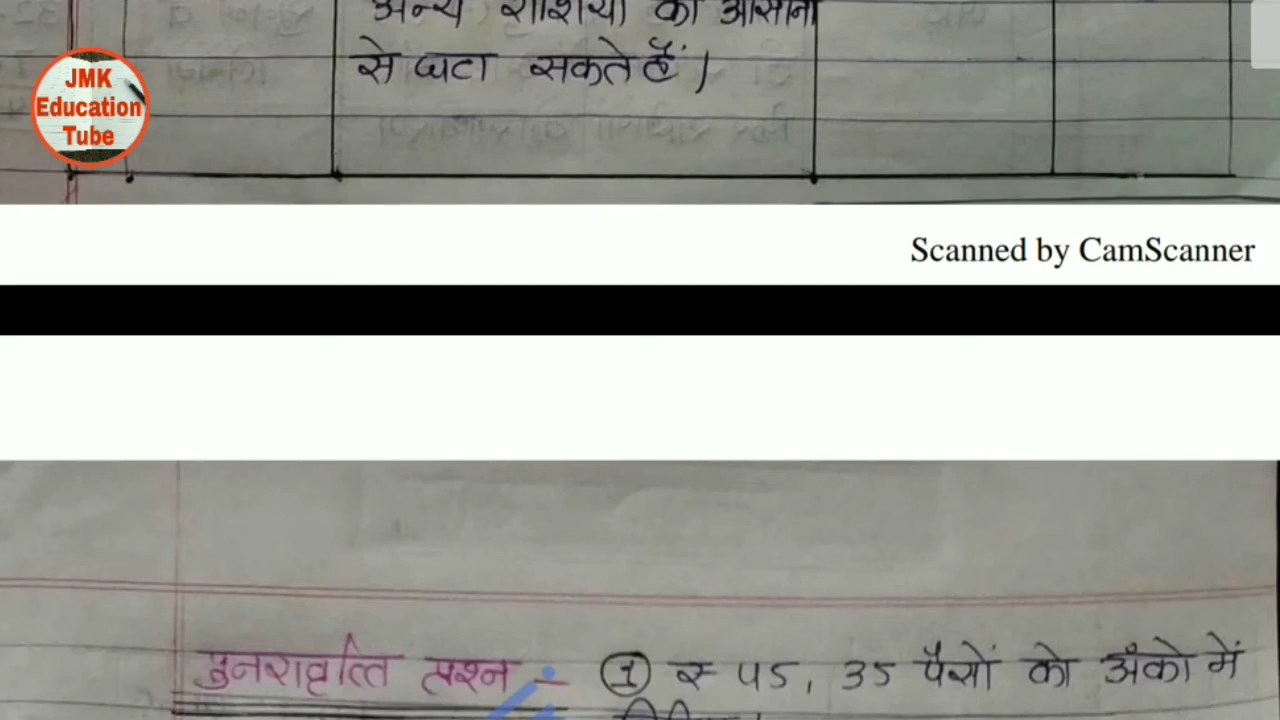 अन्य राशियों को आसानी
से घटा सकते हैं।
JMK
Education
Tube
Scanned by CamScanner
पुनरावृत्ति प्रश्न :- ① रू 45, 35 पैसों को अँको में